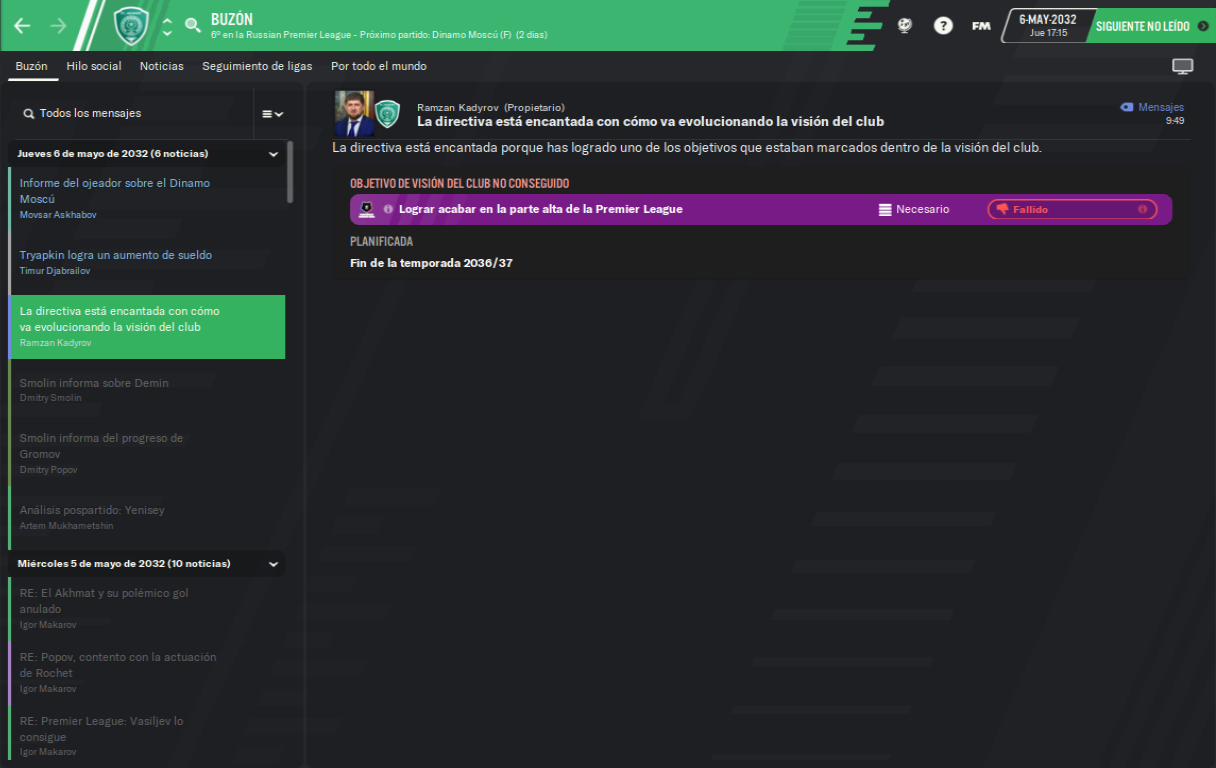 BUZÓN
6º en la Russian Premier League - Próximo partido: Dinamo Moscú (F) (2 días)
?
FM
6-MAY-2032
Jue 17:15
SIGUIENTE NO LEÍDO
Buzón Hilo social Noticias Seguimiento de ligas Por todo el mundo
Todos los mensajes
Jueves 6 de mayo de 2032 (6 noticias)
Informe del ojeador sobre el Dinamo
Moscú
Movsar Askhabov
Tryapkin logra un aumento de sueldo
Timur Djabrailov
La directiva está encantada con cómo
va evolucionando la visión del club
Ramzan Kadyrov
Smolin informa sobre Demin
Dmitry Smolin
Smolin informa del progreso de
Gromov
Dmitry Popov
Análisis pospartido: Yenisey
Artem Mukhametshin
Miércoles 5 de mayo de 2032 (10 noticias)
RE: El Akhmat y su polémico gol
anulado
Igor Makarov
RE: Popov, contento con la actuación
de Rochet
Igor Makarov
RE: Premier League: Vasiljev lo
consigue
Igor Makarov
Ramzan Kadyrov (Propietario)
La directiva está encantada con cómo va evolucionando la visión del club
Mensajes
9:49
La directiva está encantada porque has logrado uno de los objetivos que estaban marcados dentro de la visión del club.
OBJETIVO DE VISIÓN DEL CLUB NO CONSEGUIDO
Lograr acabar en la parte alta de la Premier League Necesario Fallido
PLANIFICADA
Fin de la temporada 2036/37